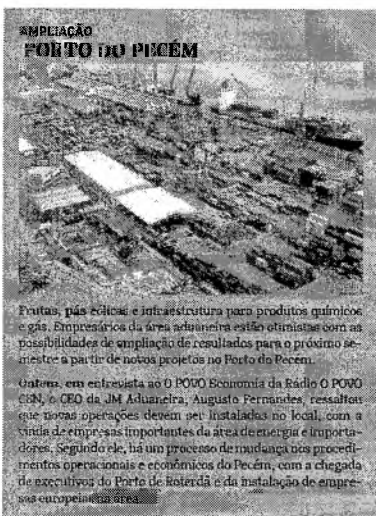 AMPLIAÇÃO
PORTO DO PECÉM
Frutas, pás eólicas e infraestrutura para produtos químicos
e gás. Empresários da área aduaneira estão otimistas com as
possibilidades de ampliação de resultados para o próximo se-
mestre a partir de novos projetos no Porto do Pecém.
Ontem, em entrevista ao O POVO Economia da Rádio O POVO
CBN, o CEO da JM Aduaneira, Augusto Fernandes, ressaltou
que novas operações devem ser instaladas no local, com a
vinda de empresas importantes da área de energia e importa-
dores. Segundo ele, há um processo de mudança nos procedi-
mentos operacionais e econômicos do Pecém, com a chegada
de executivos do Porto de Roterdã e da instalação de empre-
sas europeias na área.